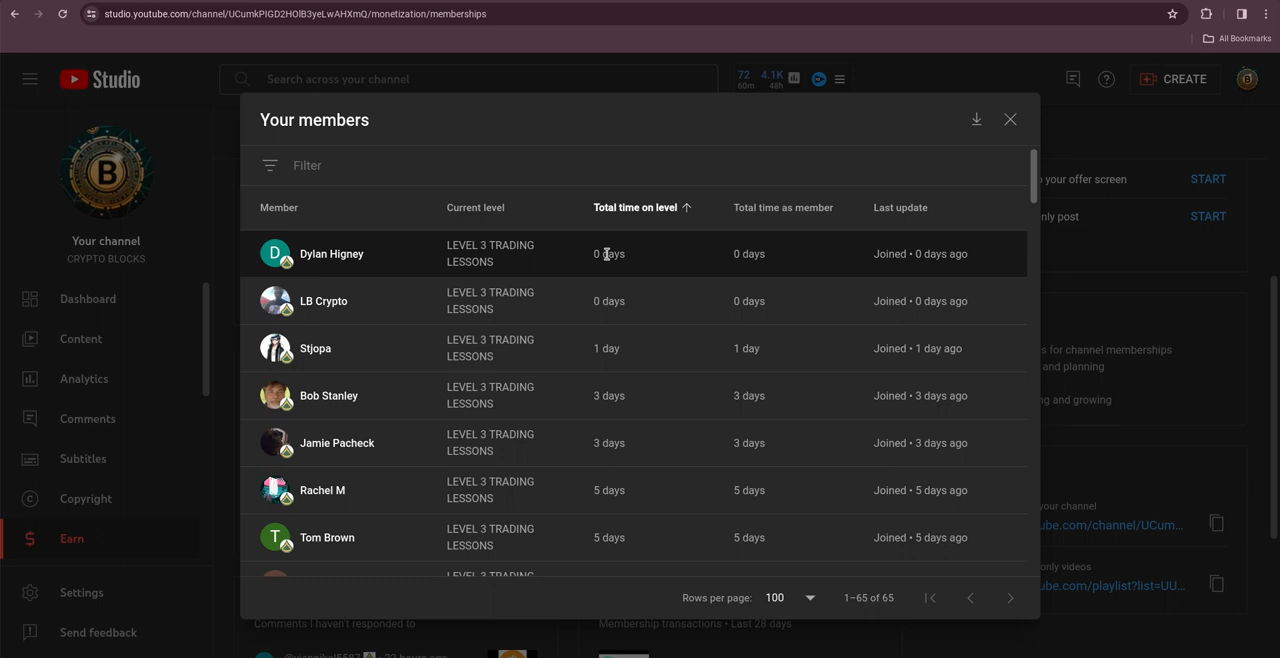 studio.youtube.com/channel/UCumkPIGD2HOlB3yeLwAHXmQ/monetization/memberships
All Bookmarks
Studio
Search across your channel
72 4.1K
60m 48h
CREATE
Your members
Filter
Member Current level Total time on level Total time as member Last update
Dylan Higney LEVEL 3 TRADING LESSONS 0 days 0 days Joined • 0 days ago
LB Crypto LEVEL 3 TRADING LESSONS 0 days 0 days Joined • 0 days ago
Stjopa LEVEL 3 TRADING LESSONS 1 day 1 day Joined • 1 day ago
Bob Stanley LEVEL 3 TRADING LESSONS 3 days 3 days Joined • 3 days ago
Jamie Pacheck LEVEL 3 TRADING LESSONS 3 days 3 days Joined • 3 days ago
Rachel M LEVEL 3 TRADING LESSONS 5 days 5 days Joined • 5 days ago
D
T
Tom Brown LEVEL 3 TRADING LESSONS 5 days 5 days Joined • 5 days ago
LEVEL 3 TRADING
Rows per page: 100 1–65 of 65
B
Your channel
CRYPTO BLOCKS
Dashboard
Content
Analytics
Comments
Subtitles
Copyright
Earn
Settings
Send feedback
your offer screen START
only post START
s for channel memberships
and planning
ng and growing
your channel
ube.com/channel/UCum...
only videos
ube.com/playlist?list=UU...
Comments I haven't responded to
Membership transactions • Last 28 days
22 hours ago